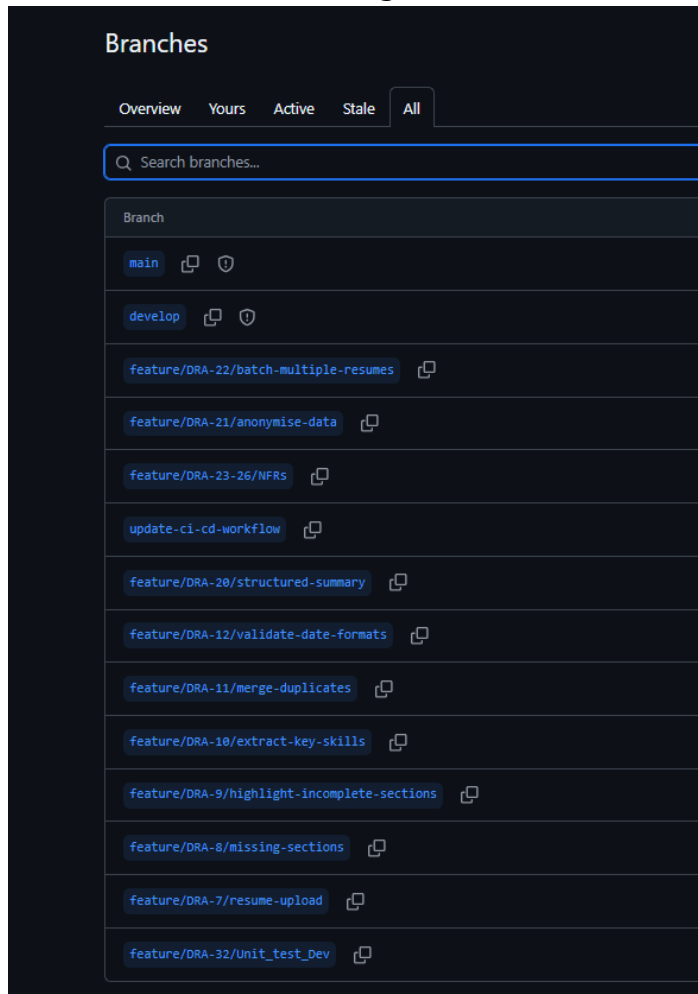 Branches
Overview Yours Active Stale All
Search branches...
Branch
main
develop
feature/DRA-22/batch-multiple-resumes
feature/DRA-21/anonymise-data
feature/DRA-23-26/NFRs
update-ci-cd-workflow
feature/DRA-20/structured-summary
feature/DRA-12/validate-date-formats
feature/DRA-11/merge-duplicates
feature/DRA-10/extract-key-skills
feature/DRA-9/highlight-incomplete-sections
feature/DRA-8/missing-sections
feature/DRA-7/resume-upload
feature/DRA-32/Unit_test_Dev